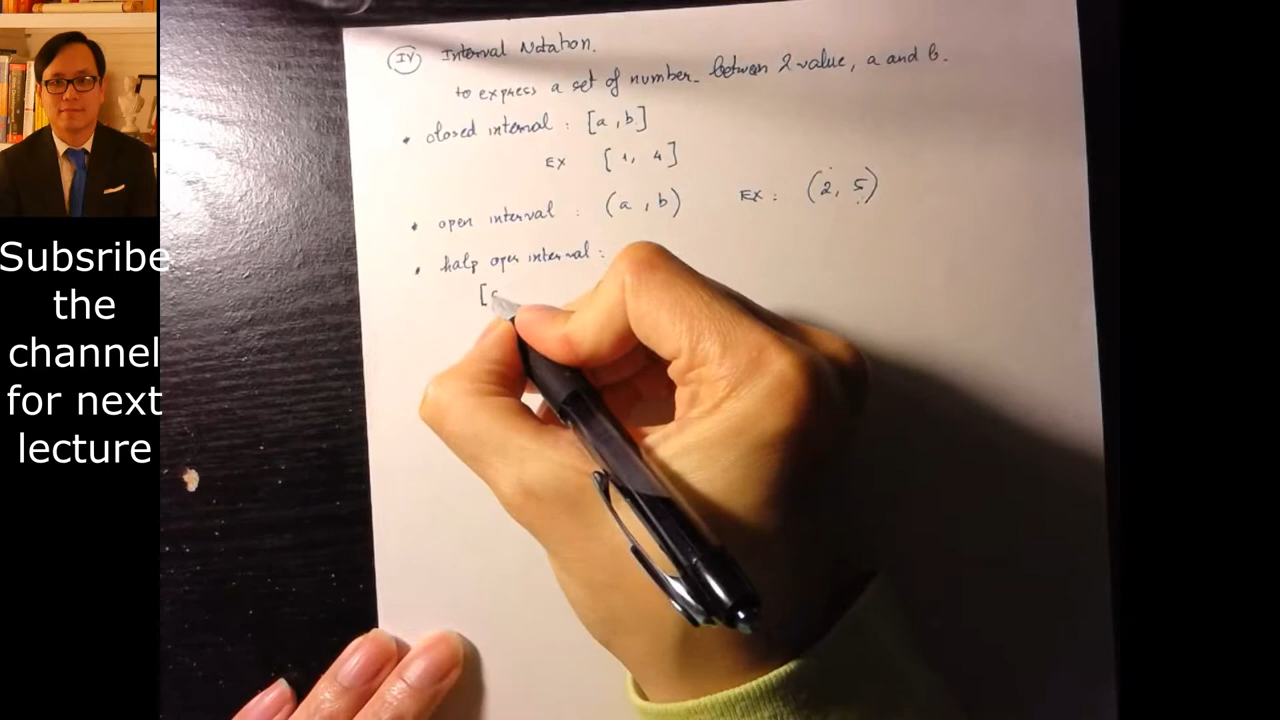 IV Interval Notation.
to express a set of number between 2 value, a and b.
• closed interval : [a, b]
EX [1, 4]
• open interval : (a, b) EX : (2, 5)
• half open interval :
[
Subsribe
the
channel
for next
lecture